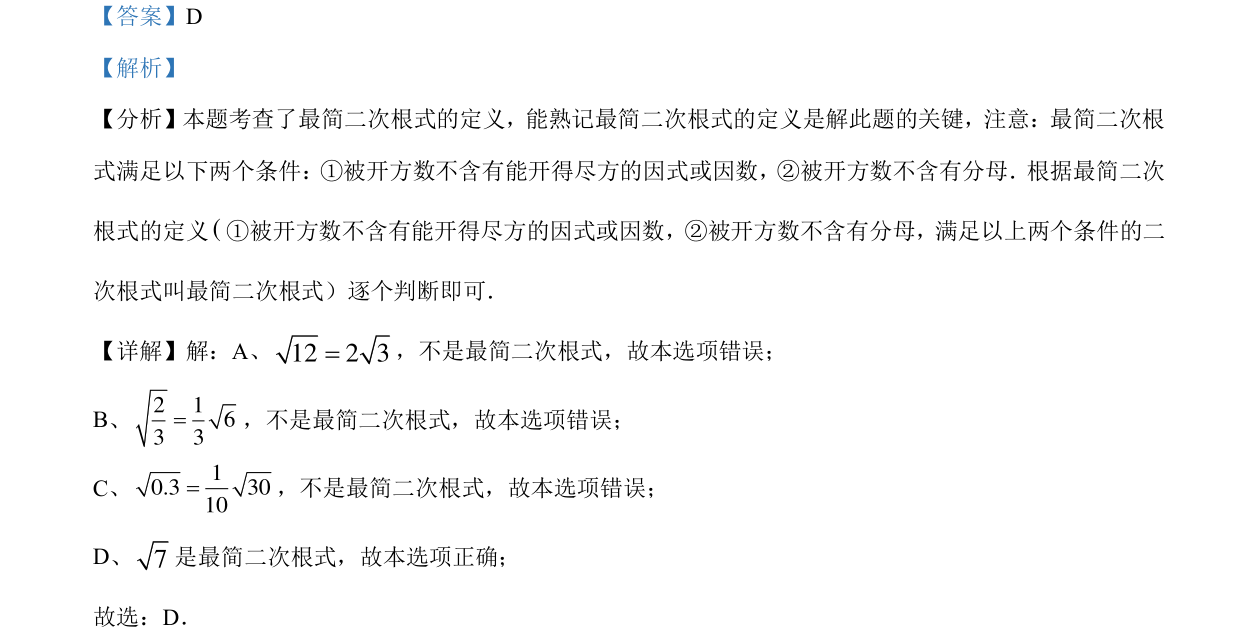 【答案】D
【解析】
【分析】本题考查了最简二次根式的定义，能熟记最简二次根式的定义是解此题的关键，注意：最简二次根
式满足以下两个条件：①被开方数不含有能开得尽方的因式或因数，②被开方数不含有分母．根据最简二次
根式的定义(①被开方数不含有能开得尽方的因式或因数，②被开方数不含有分母，满足以上两个条件的二
次根式叫最简二次根式）逐个判断即可．
【详解】解：A、√12 = 2√3，不是最简二次根式，故本选项错误；
B、√(2/3) = 1/3 √6，不是最简二次根式，故本选项错误；
C、√0.3 = 1/10 √30，不是最简二次根式，故本选项错误；
D、√7 是最简二次根式，故本选项正确；
故选：D．